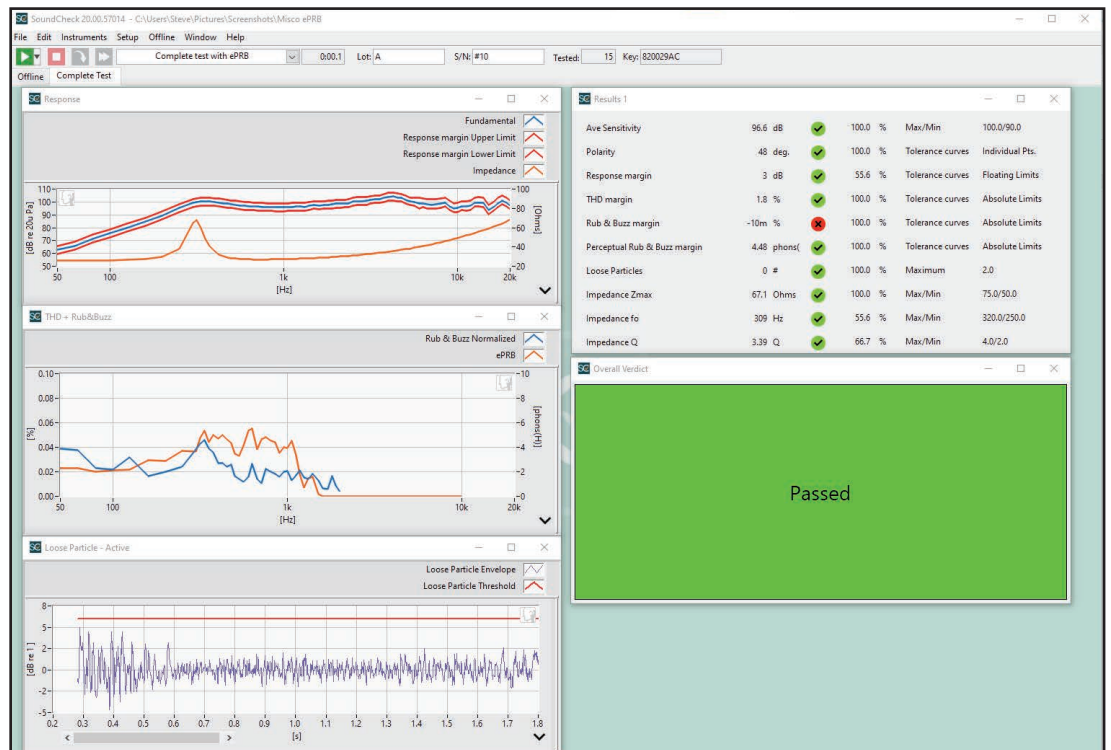 SC SoundCheck 20.00.57014 - C:\Users\Steve\Pictures\Screenshots\Misco ePRB
File Edit Instruments Setup Offline Window Help
Complete test with ePRB 0:00.1 Lot: A S/N: #10 Tested: 15 Key: 820029AC
Offline Complete Test
SC Response
Fundamental
Response margin Upper Limit
Response margin Lower Limit
Impedance
110 100 90 80 70 60 50
[dB re 20u Pa]
100 80 60 40 20
[Ohms]
50 100 1k 10k 20k
[Hz]
SC THD + Rub&Buzz
Rub & Buzz Normalized
ePRB
0.10 0.08 0.06 0.04 0.02 0.00
[%]
10 8 6 4 2 0
[phons(H)]
50 100 1k 10k 20k
[Hz]
SC Loose Particle - Active
Loose Particle Envelope
Loose Particle Threshold
8 5 2 0 -2 -5
[dB re 1]
0.2 0.3 0.4 0.5 0.6 0.7 0.8 0.9 1.0 1.1 1.2 1.3 1.4 1.5 1.6 1.7 1.8
[s]
SC Results 1
Ave Sensitivity 96.6 dB 100.0 % Max/Min 100.0/90.0
Polarity 48 deg. 100.0 % Tolerance curves Individual Pts.
Response margin 3 dB 55.6 % Tolerance curves Floating Limits
THD margin 1.8 % 100.0 % Tolerance curves Absolute Limits
Rub & Buzz margin -10m % 100.0 % Tolerance curves Absolute Limits
Perceptual Rub & Buzz margin 4.48 phons( 100.0 % Tolerance curves Absolute Limits
Loose Particles 0 # 100.0 % Maximum 2.0
Impedance Zmax 67.1 Ohms 100.0 % Max/Min 75.0/50.0
Impedance fo 309 Hz 55.6 % Max/Min 320.0/250.0
Impedance Q 3.39 Q 66.7 % Max/Min 4.0/2.0
SC Overall Verdict
Passed